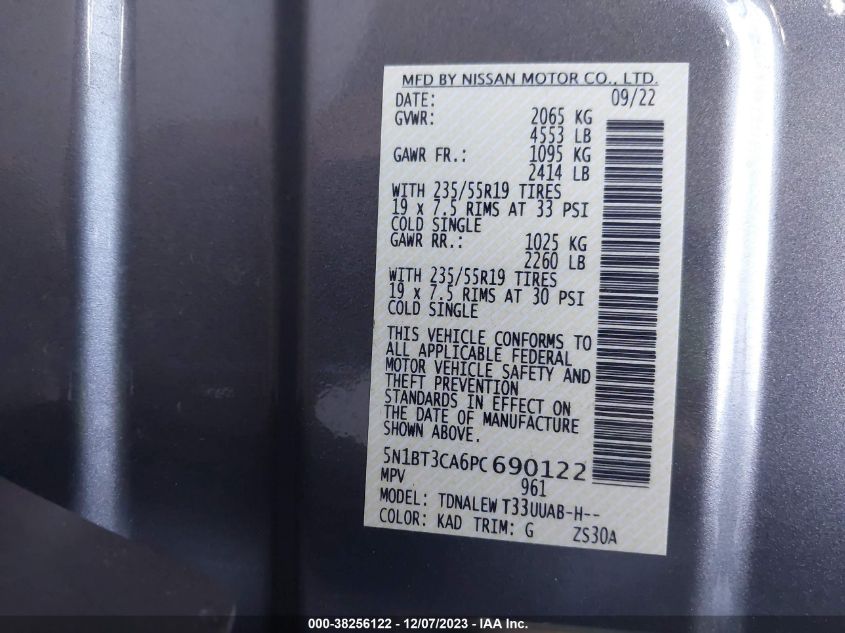 MFD BY NISSAN MOTOR CO., LTD.
DATE: 09/22
GVWR: 2065 KG
4553 LB
GAWR FR.: 1095 KG
2414 LB
WITH 235/55R19 TIRES
19 x 7.5 RIMS AT 33 PSI
COLD SINGLE
GAWR RR.: 1025 KG
2260 LB
WITH 235/55R19 TIRES
19 x 7.5 RIMS AT 30 PSI
COLD SINGLE
THIS VEHICLE CONFORMS TO
ALL APPLICABLE FEDERAL
MOTOR VEHICLE SAFETY AND
THEFT PREVENTION
STANDARDS IN EFFECT ON
THE DATE OF MANUFACTURE
SHOWN ABOVE.
5N1BT3CA6PC690122
MPV 961
MODEL: TDNALEW T33UUAB-H--
COLOR: KAD TRIM: G ZS30A
000-38256122 - 12/07/2023 - IAA Inc.